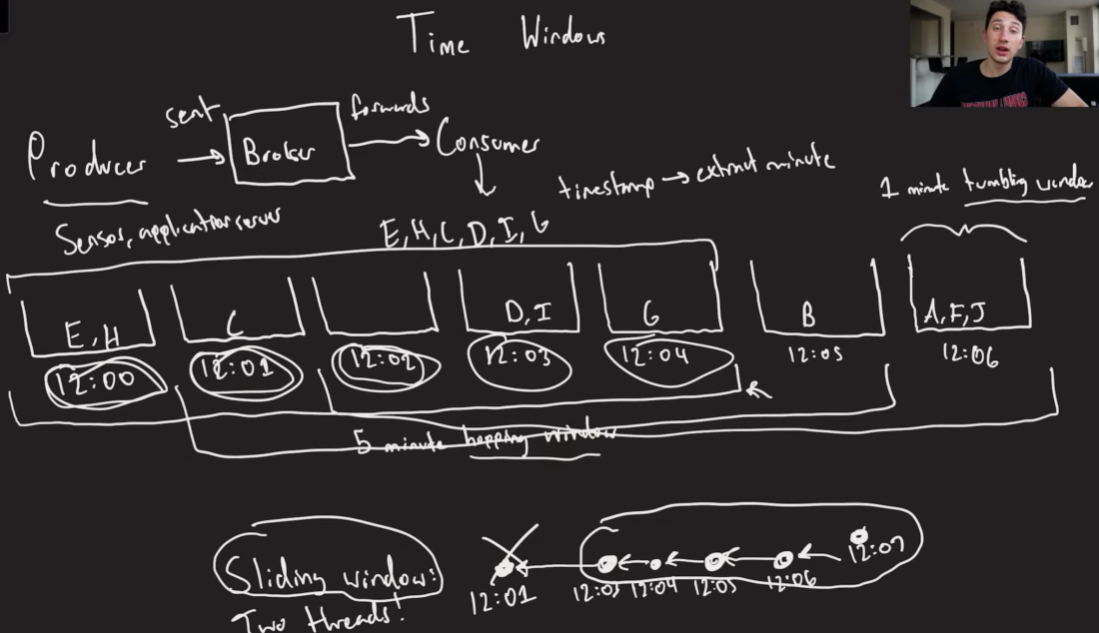 Time Windows
sent
forwards
Producer
Broker
Consumer
timestamp → extract minute
1 minute tumbling window
Sensor, application server
E, H, C, D, I, G
E, H
C
D, I
G
B
A, F, J
12:00
12:01
12:02
12:03
12:04
12:05
12:06
5 minute hopping window
Sliding window:
Two threads!
12:01
12:03
12:04
12:05
12:06
12:07